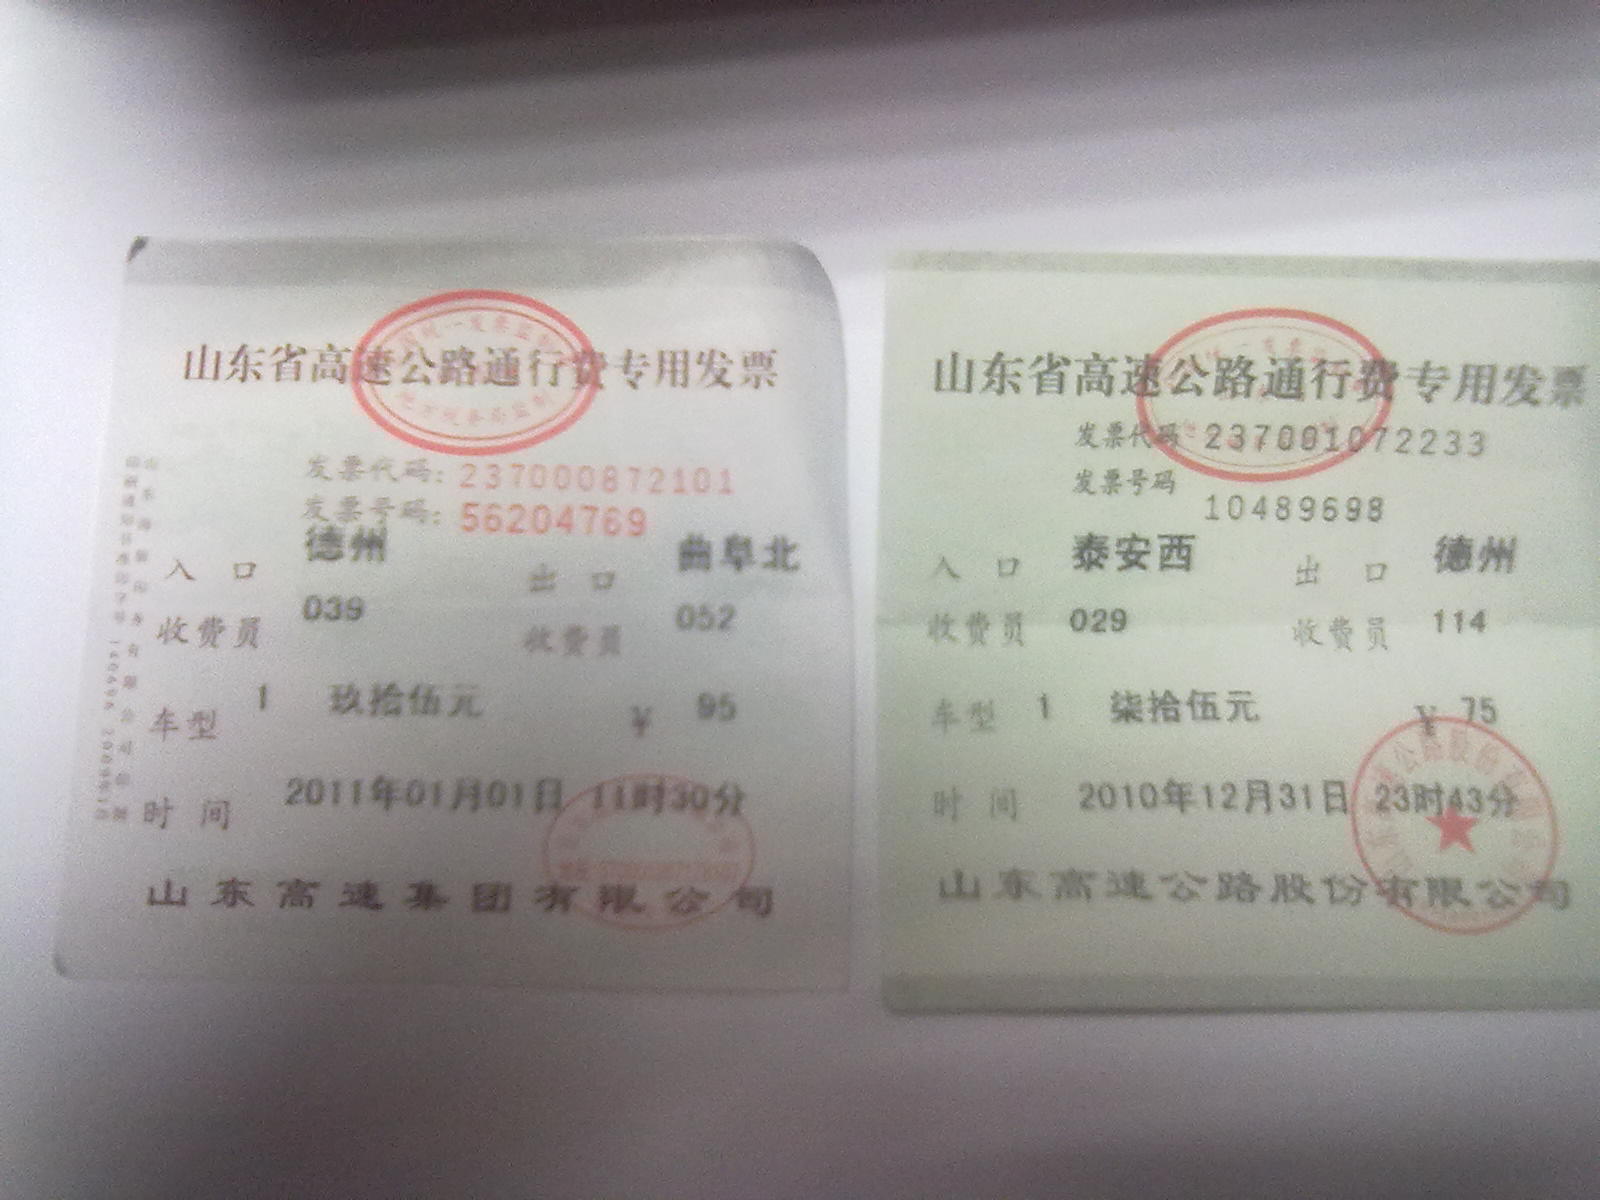 山东省高速公路通行费专用发票
发票代码：237000872101
发票号码：56204769
入口 德州 出口 曲阜北
收费员 039 收费员 052
车型 1 玖拾伍元 ¥ 95
时间 2011年01月01日 11时30分
山东高速集团有限公司
山东省高速公路通行费专用发票
发票代码 237001072233
发票号码 10489698
入口 泰安西 出口 德州
收费员 029 收费员 114
车型 1 柒拾伍元 ¥ 75
时间 2010年12月31日 23时43分
山东高速公路股份有限公司